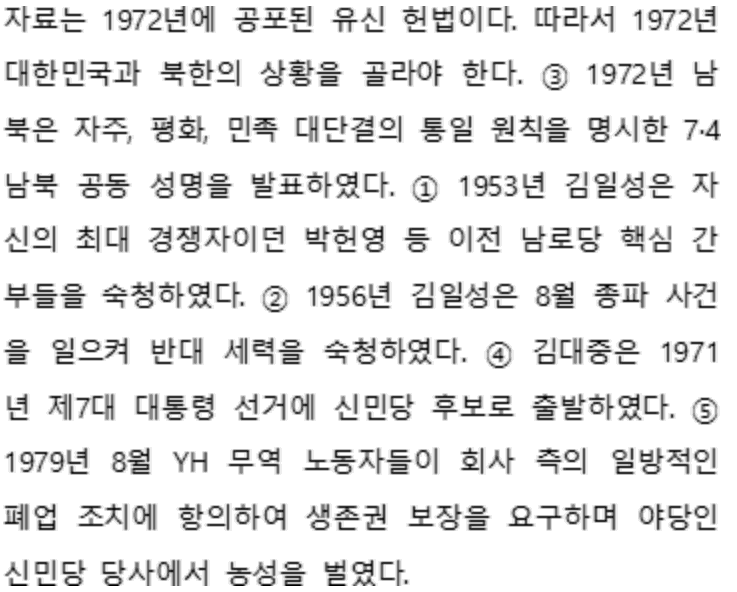 자료는 1972년에 공포된 유신 헌법이다. 따라서 1972년
대한민국과 북한의 상황을 골라야 한다. ③ 1972년 남
북은 자주, 평화, 민족 대단결의 통일 원칙을 명시한 7·4
남북 공동 성명을 발표하였다. ① 1953년 김일성은 자
신의 최대 경쟁자이던 박헌영 등 이전 남로당 핵심 간
부들을 숙청하였다. ② 1956년 김일성은 8월 종파 사건
을 일으켜 반대 세력을 숙청하였다. ④ 김대중은 1971
년 제7대 대통령 선거에 신민당 후보로 출발하였다. ⑤
1979년 8월 YH 무역 노동자들이 회사 측의 일방적인
폐업 조치에 항의하여 생존권 보장을 요구하며 야당인
신민당 당사에서 농성을 벌였다.